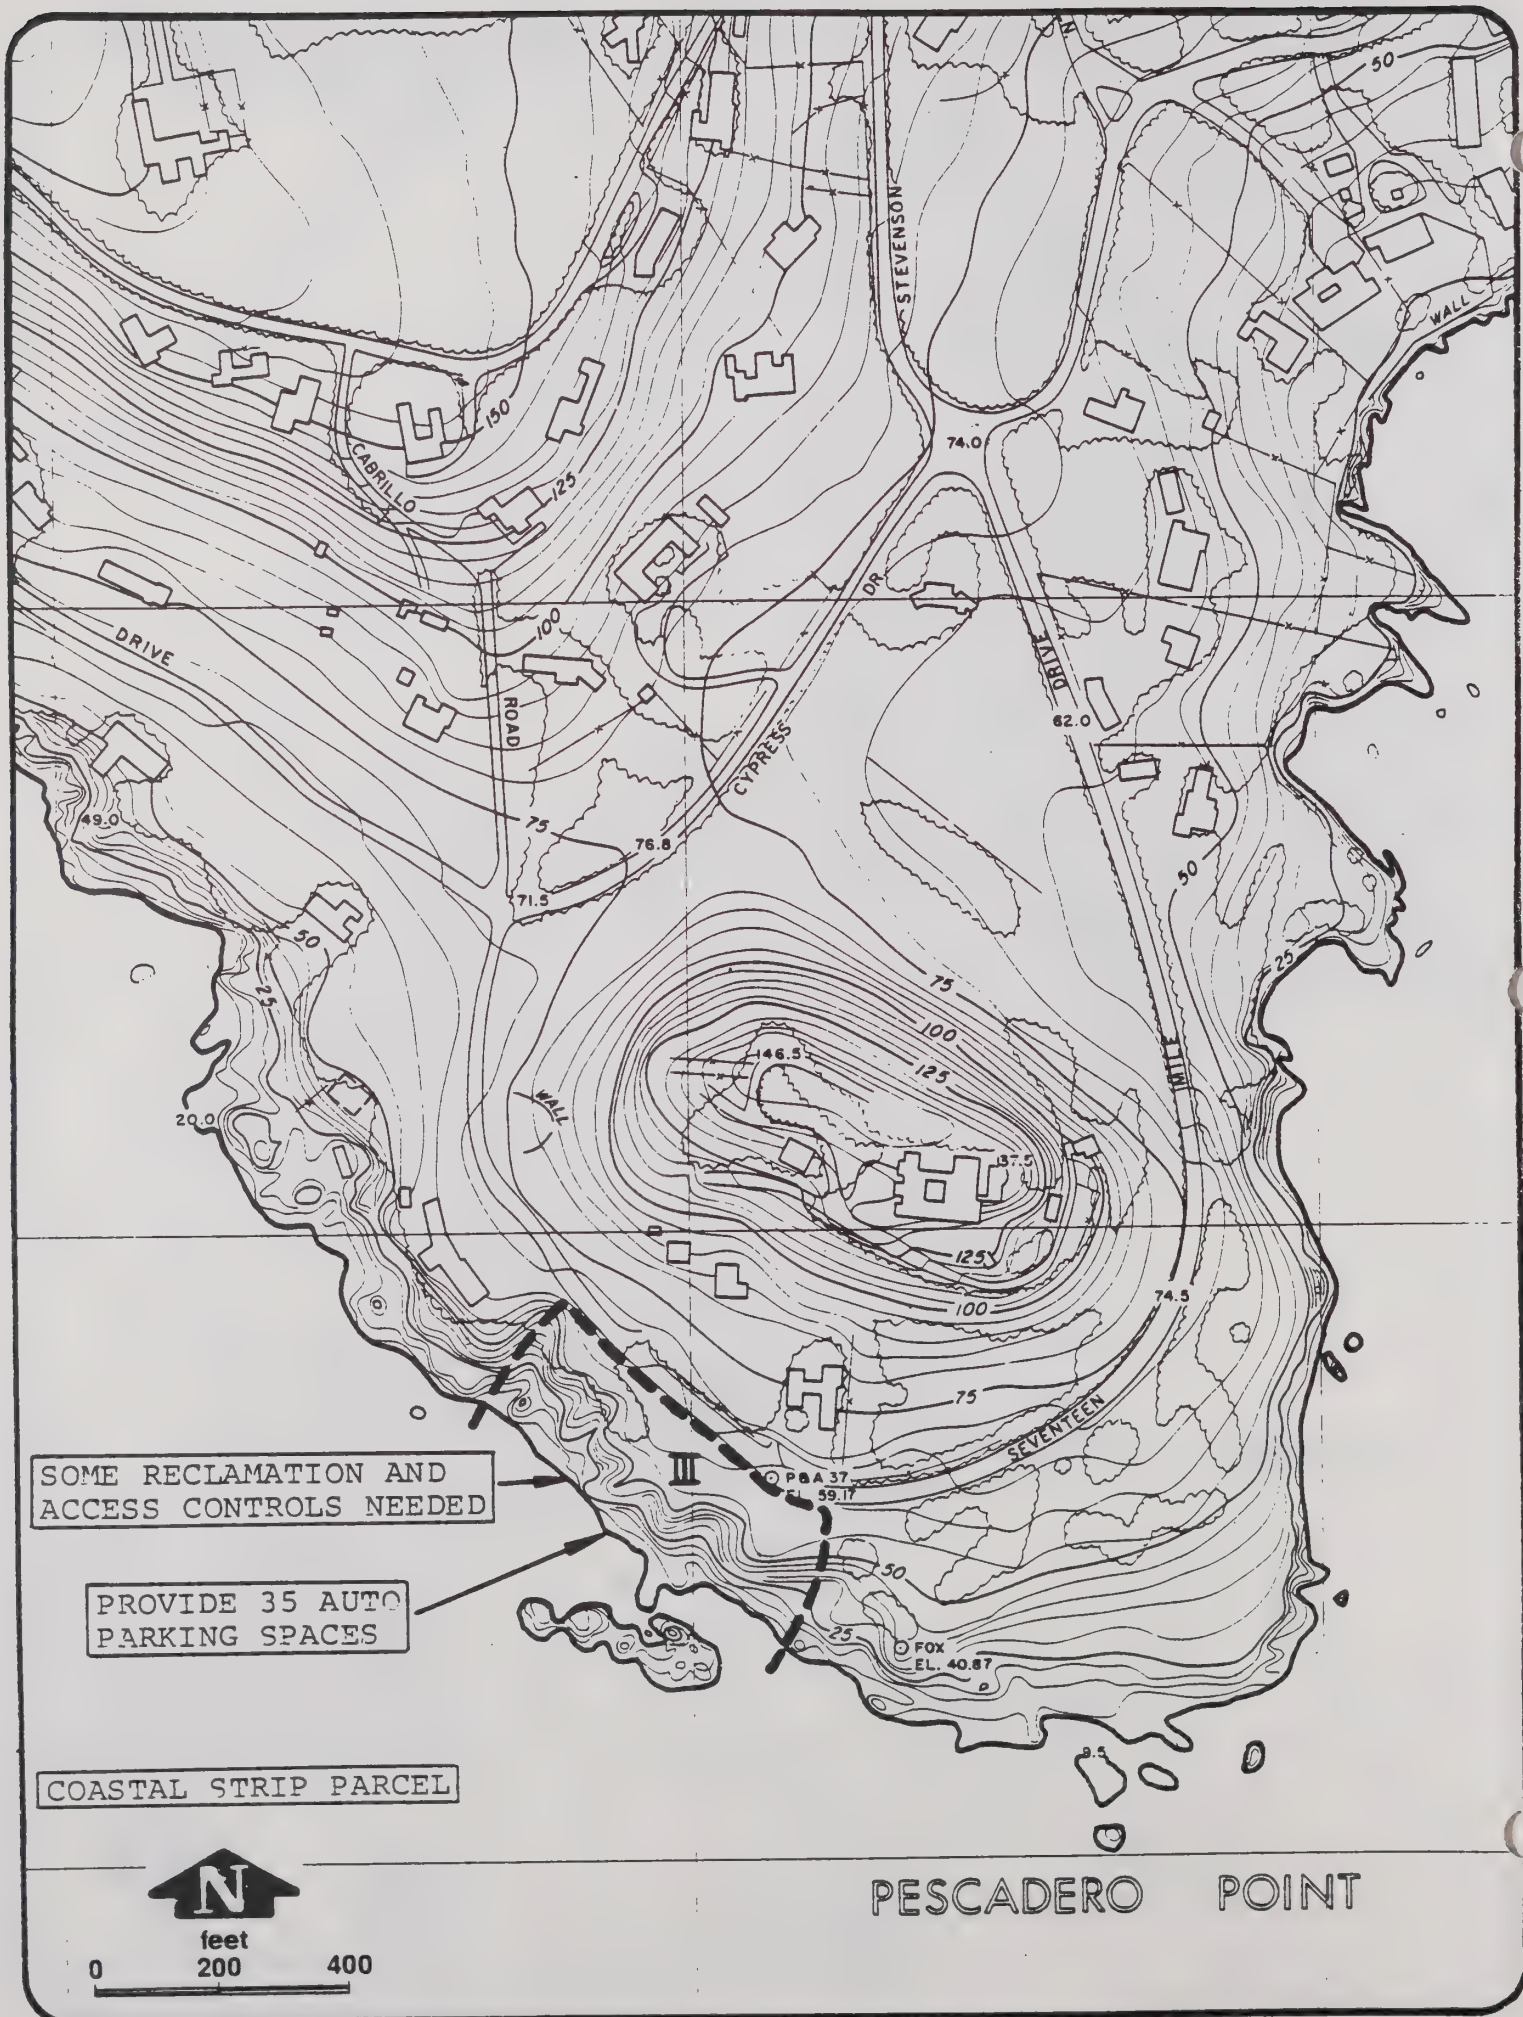 50
STEVENSON
WALL
150
74.0
CABRILLO
125
DR
100
DRIVE
DRIVE
ROAD
62.0
CYPRESS
49.0
75
76.8
50
71.5
50
25
25
75
100
146.5
125
MILE
WALL
20.0
137.5
125
74.5
100
75
SEVENTEEN
SOME RECLAMATION AND
ACCESS CONTROLS NEEDED
III
P&A 37
EL. 59.17
50
PROVIDE 35 AUTO
PARKING SPACES
25
FOX
EL. 40.87
9.5
COASTAL STRIP PARCEL
N
feet
0 200 400
PESCADERO POINT